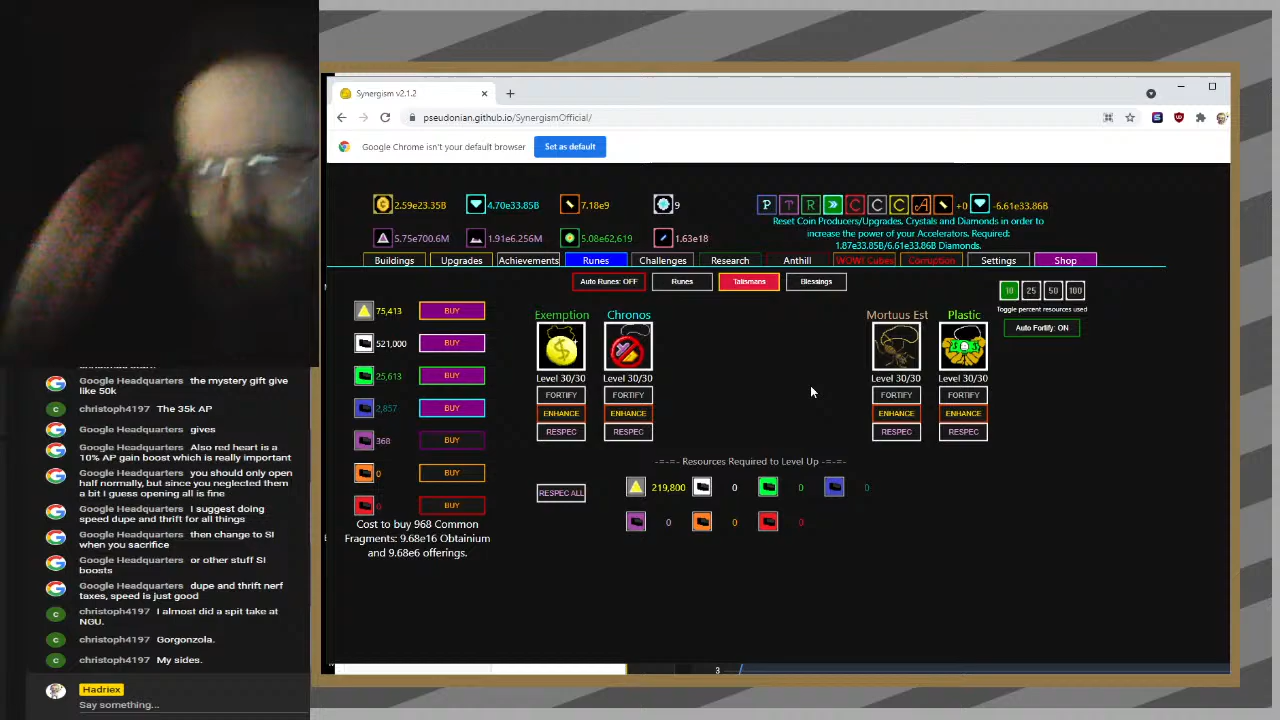 Synergism v2.1.2
pseudonian.github.io/SynergismOfficial/
Google Chrome isn't your default browser
Set as default
2.59e23.35B
4.70e33.85B
7.18e9
9
P T R C C C A +0 -6.61e33.86B
Reset Coin Producers/Upgrades, Crystals and Diamonds in order to
increase the power of your Accelerators. Required:
1.87e33.85B/6.61e33.86B Diamonds.
5.75e700.6M
1.91e6.256M
5.08e62,619
1.63e18
Buildings Upgrades Achievements Runes Challenges Research Anthill WOW! Cubes Corruption Settings Shop
Auto Runes: OFF Runes Talismans Blessings
10 25 50 100
Toggle percent resources used
Auto Fortify: ON
75,413 BUY
521,000 BUY
25,613 BUY
2,857 BUY
368 BUY
0 BUY
0 BUY
Cost to buy 968 Common
Fragments: 9.68e16 Obtainium
and 9.68e6 offerings.
Exemption Chronos Mortuus Est Plastic
Level 30/30 Level 30/30 Level 30/30 Level 30/30
FORTIFY FORTIFY FORTIFY FORTIFY
ENHANCE ENHANCE ENHANCE ENHANCE
RESPEC RESPEC RESPEC RESPEC
-=-=- Resources Required to Level Up -=-=-
RESPEC ALL
219,800 0 0 0
0 0 0
3
Google Headquarters the mystery gift give
like 50k
christoph4197 The 35k AP
Google Headquarters gives
Google Headquarters Also red heart is a
10% AP gain boost which is really important
Google Headquarters you should only open
half normally, but since you neglected them
a bit I guess opening all is fine
Google Headquarters I suggest doing
speed dupe and thrift for all things
Google Headquarters then change to SI
when you sacrifice
Google Headquarters or other stuff SI
boosts
Google Headquarters dupe and thrift nerf
taxes, speed is just good
christoph4197 I almost did a spit take at
NGU.
christoph4197 Gorgonzola.
christoph4197 My sides.
Hadriex
Say something...